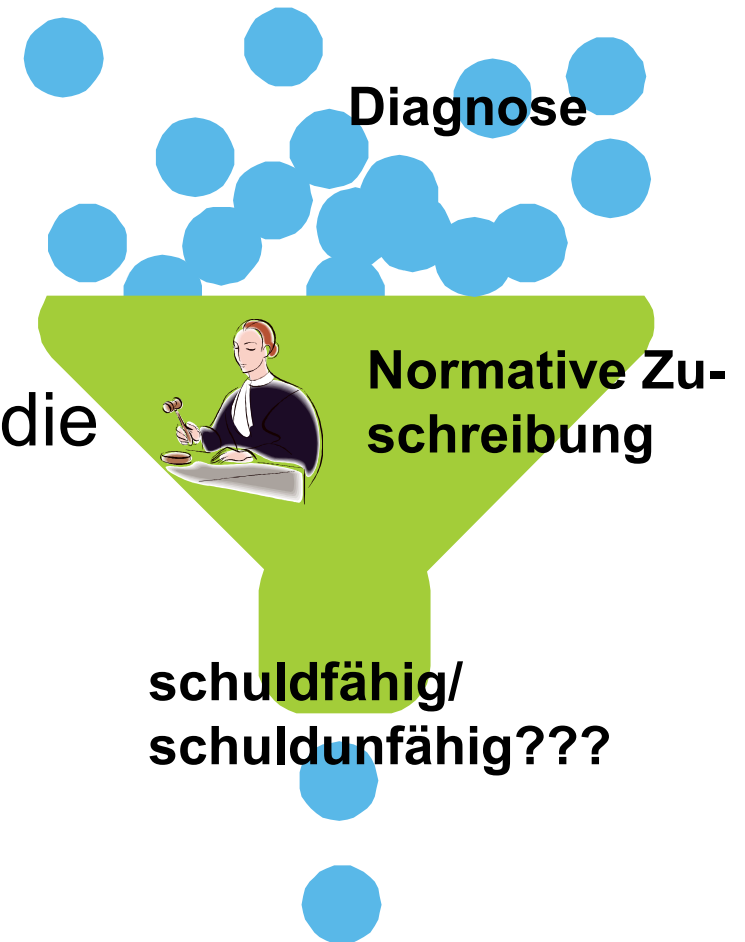 Diagnose
Normative Zu-
die
schreibung
schuldfähig/
schuldunfähig???